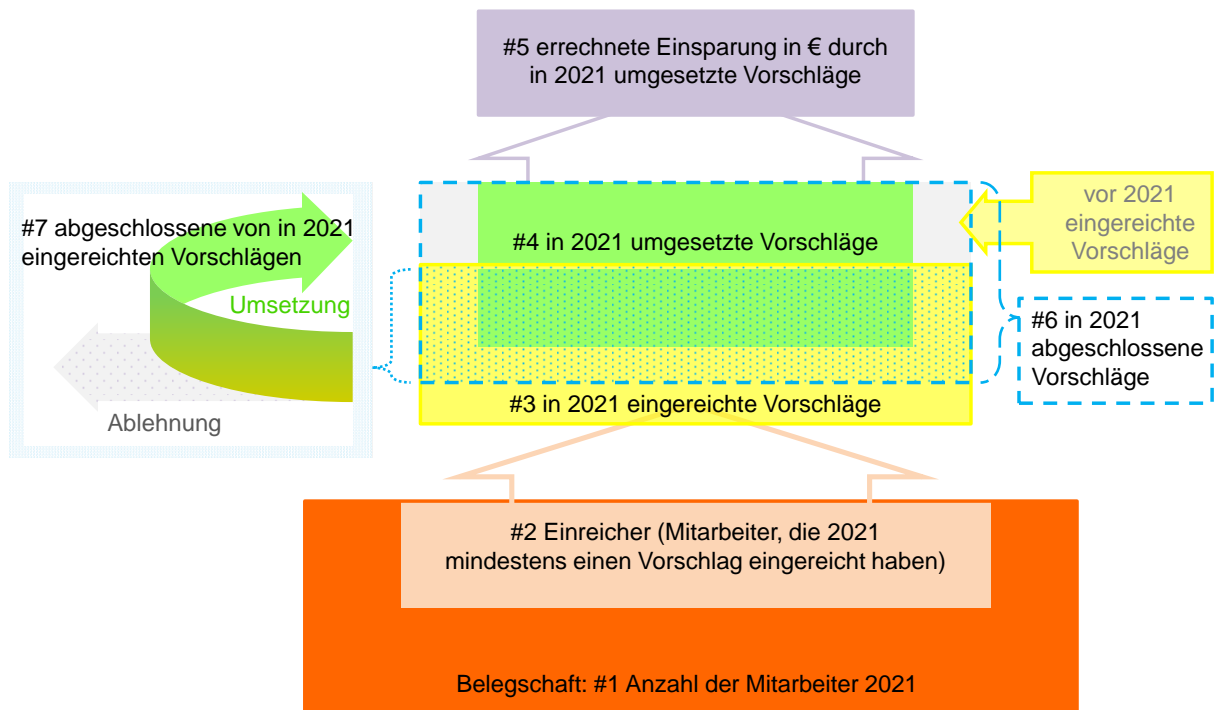 #5 errechnete Einsparung in € durch
in 2021 umgesetzte Vorschläge
#7 abgeschlossene von in 2021
eingereichten Vorschlägen
Umsetzung
Ablehnung
#4 in 2021 umgesetzte Vorschläge
vor 2021
eingereichte
Vorschläge
#6 in 2021
abgeschlossene
Vorschläge
#3 in 2021 eingereichte Vorschläge
#2 Einreicher (Mitarbeiter, die 2021
mindestens einen Vorschlag eingereicht haben)
Belegschaft: #1 Anzahl der Mitarbeiter 2021